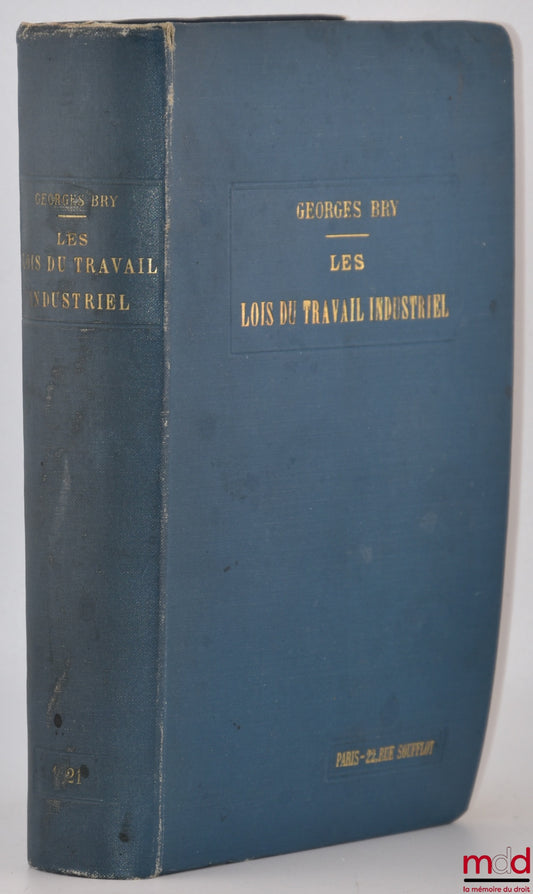 GEORGES BRY
LES
LOIS DU TRAVAIL
INDUSTRIEL
1921
GEORGES BRY
LES
LOIS DU TRAVAIL INDUSTRIEL
PARIS-22, RUE SOUFFLOT
mdd
la mémoire du droit